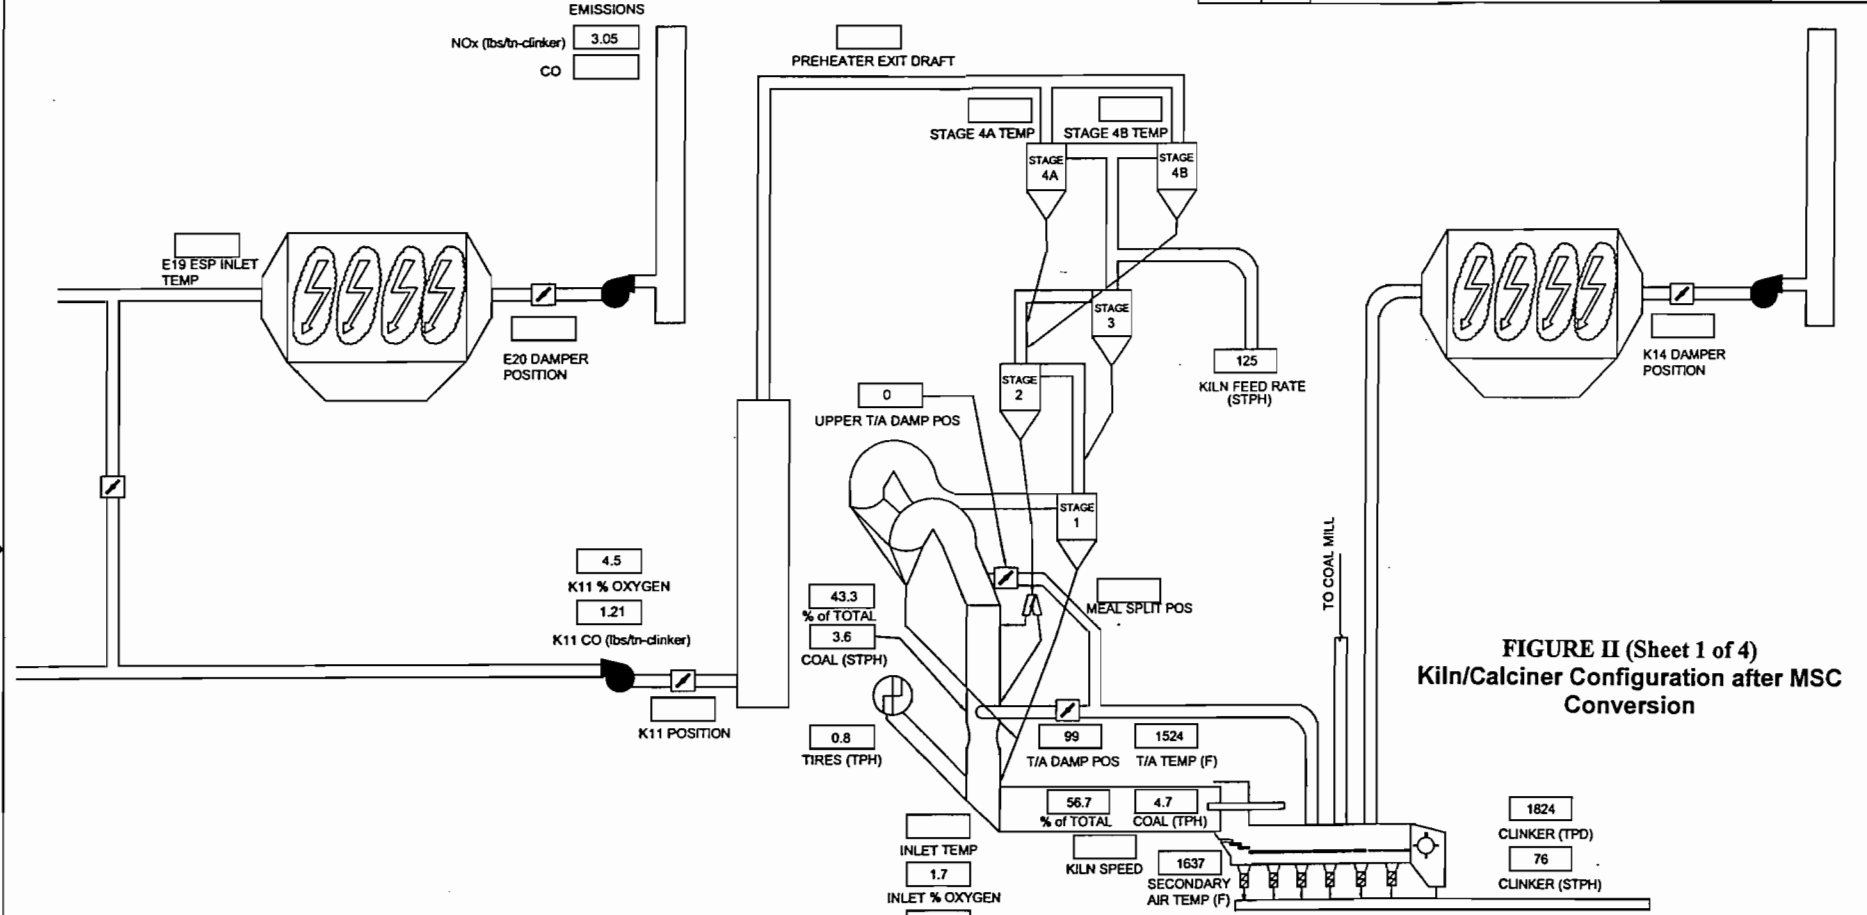 EMISSIONS
NOx (lbs/tn-clinker) 3.05
CO
PREHEATER EXIT DRAFT
STAGE 4A TEMP
STAGE 4B TEMP
STAGE
4A
STAGE
4B
E19 ESP INLET
TEMP
E20 DAMPER
POSITION
STAGE
3
125
KILN FEED RATE
(STPH)
K14 DAMPER
POSITION
STAGE
2
0
UPPER T/A DAMP POS
STAGE
1
TO COAL MILL
4.5
K11 % OXYGEN
1.21
K11 CO (lbs/tn-clinker)
43.3
% of TOTAL
3.6
COAL (STPH)
MEAL SPLIT POS
FIGURE II (Sheet 1 of 4)
Kiln/Calciner Configuration after MSC
Conversion
K11 POSITION
0.8
TIRES (TPH)
99
T/A DAMP POS
1524
T/A TEMP (F)
56.7
% of TOTAL
4.7
COAL (TPH)
INLET TEMP
1.7
INLET % OXYGEN
KILN SPEED
1637
SECONDARY
AIR TEMP (F)
1824
CLINKER (TPD)
76
CLINKER (STPH)